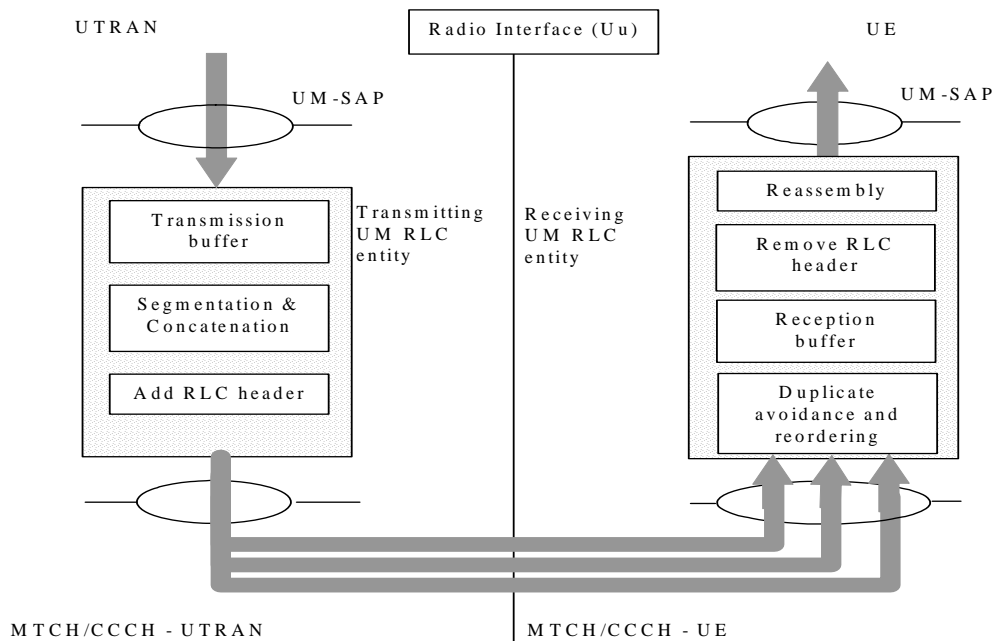 UTRAN
Radio Interface (Uu)
UE
UM-SAP
UM-SAP
Transmission
buffer
Segmentation &
Concatenation
Add RLC header
Transmitting
UM RLC
entity
Receiving
UM RLC
entity
Reassembly
Remove RLC
header
Reception
buffer
Duplicate
avoidance and
reordering
MTCH/CCCH - UTRAN
MTCH/CCCH - UE